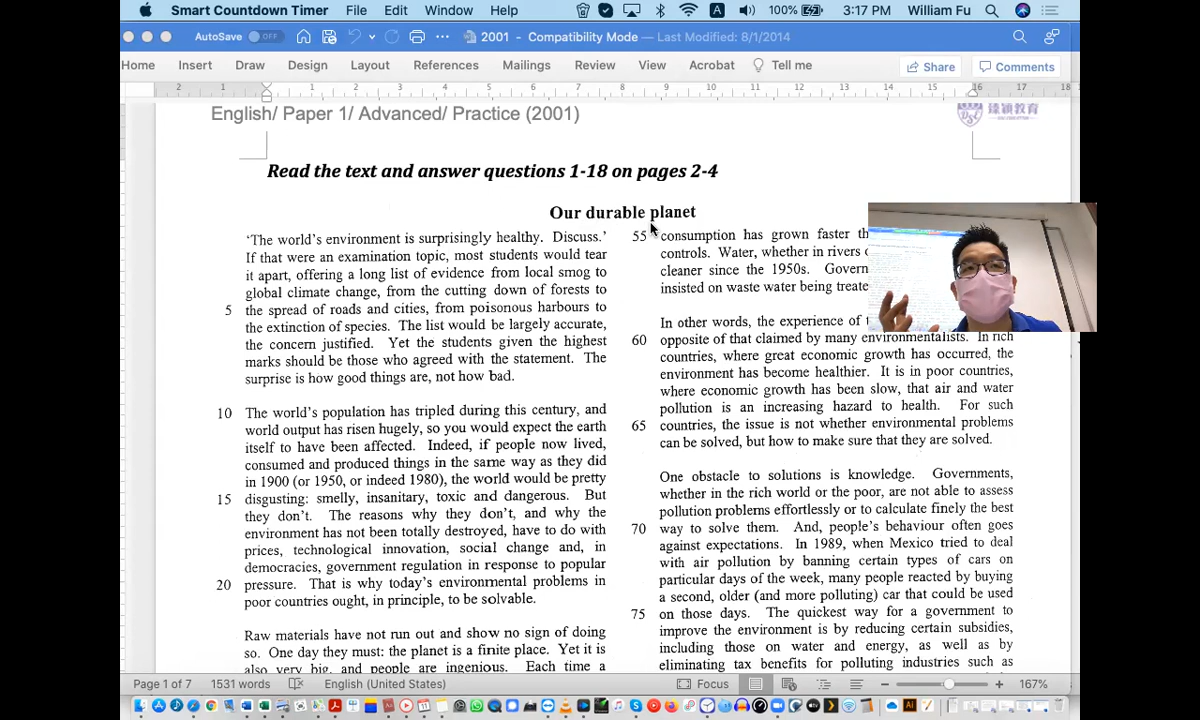 Smart Countdown Timer File Edit Window Help 100% 3:17 PM William Fu
AutoSave OFF 2001 - Compatibility Mode — Last Modified: 8/1/2014
Home Insert Draw Design Layout References Mailings Review View Acrobat Tell me Share Comments
2 1 1 2 3 4 5 6 7 8 9 10 11 12 13 14 15 16 17 18
English/ Paper 1/ Advanced/ Practice (2001)
臻穎教育
Read the text and answer questions 1-18 on pages 2-4
Our durable planet
‘The world’s environment is surprisingly healthy. Discuss.’
If that were an examination topic, most students would tear
it apart, offering a long list of evidence from local smog to
global climate change, from the cutting down of forests to
5 the spread of roads and cities, from poisonous harbours to
the extinction of species. The list would be largely accurate,
the concern justified. Yet the students given the highest
marks should be those who agreed with the statement. The
surprise is how good things are, not how bad.
10 The world’s population has tripled during this century, and
world output has risen hugely, so you would expect the earth
itself to have been affected. Indeed, if people now lived,
consumed and produced things in the same way as they did
in 1900 (or 1950, or indeed 1980), the world would be pretty
15 disgusting: smelly, insanitary, toxic and dangerous. But
they don’t. The reasons why they don’t, and why the
environment has not been totally destroyed, have to do with
prices, technological innovation, social change and, in
democracies, government regulation in response to popular
20 pressure. That is why today’s environmental problems in
poor countries ought, in principle, to be solvable.
Raw materials have not run out and show no sign of doing
so. One day they must: the planet is a finite place. Yet it is
also very big, and people are ingenious. Each time a
55 consumption has grown faster
controls. Water, whether in rivers
cleaner since the 1950s.
insisted on waste water being
In other words, the experience of
60 opposite of that claimed by many environmentalists. In rich
countries, where great economic growth has occurred, the
environment has become healthier. It is in poor countries,
where economic growth has been slow, that air and water
pollution is an increasing hazard to health. For such
65 countries, the issue is not whether environmental problems
can be solved, but how to make sure that they are solved.
One obstacle to solutions is knowledge. Governments,
whether in the rich world or the poor, are not able to assess
pollution problems effortlessly or to calculate finely the best
70 way to solve them. And, people’s behaviour often goes
against expectations. In 1989, when Mexico tried to deal
with air pollution by banning certain types of cars on
particular days of the week, many people reacted by buying
a second, older (and more polluting) car that could be used
75 on those days. The quickest way for a government to
improve the environment is by reducing certain subsidies,
including those on water and energy, as well as by
eliminating tax benefits for polluting industries such as
Page 1 of 7 1531 words English (United States) Focus 167%